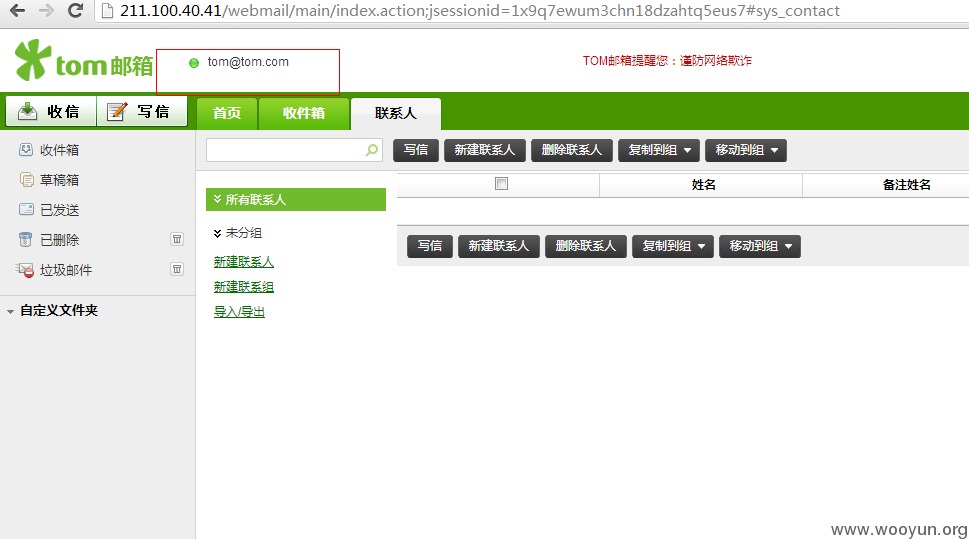 211.100.40.41/webmail/main/index.action;jsessionid=1x9q7ewum3chn18dzahtq5eus7#sys_contact
tom邮箱
tom@tom.com
TOM邮箱提醒您：谨防网络欺诈
收信 写信 首页 收件箱 联系人
收件箱
草稿箱
已发送
已删除
垃圾邮件
自定义文件夹
写信 新建联系人 删除联系人 复制到组 移动到组
所有联系人
未分组
新建联系人
新建联系组
导入/导出
姓名 备注姓名
写信 新建联系人 删除联系人 复制到组 移动到组
www.wooyun.org